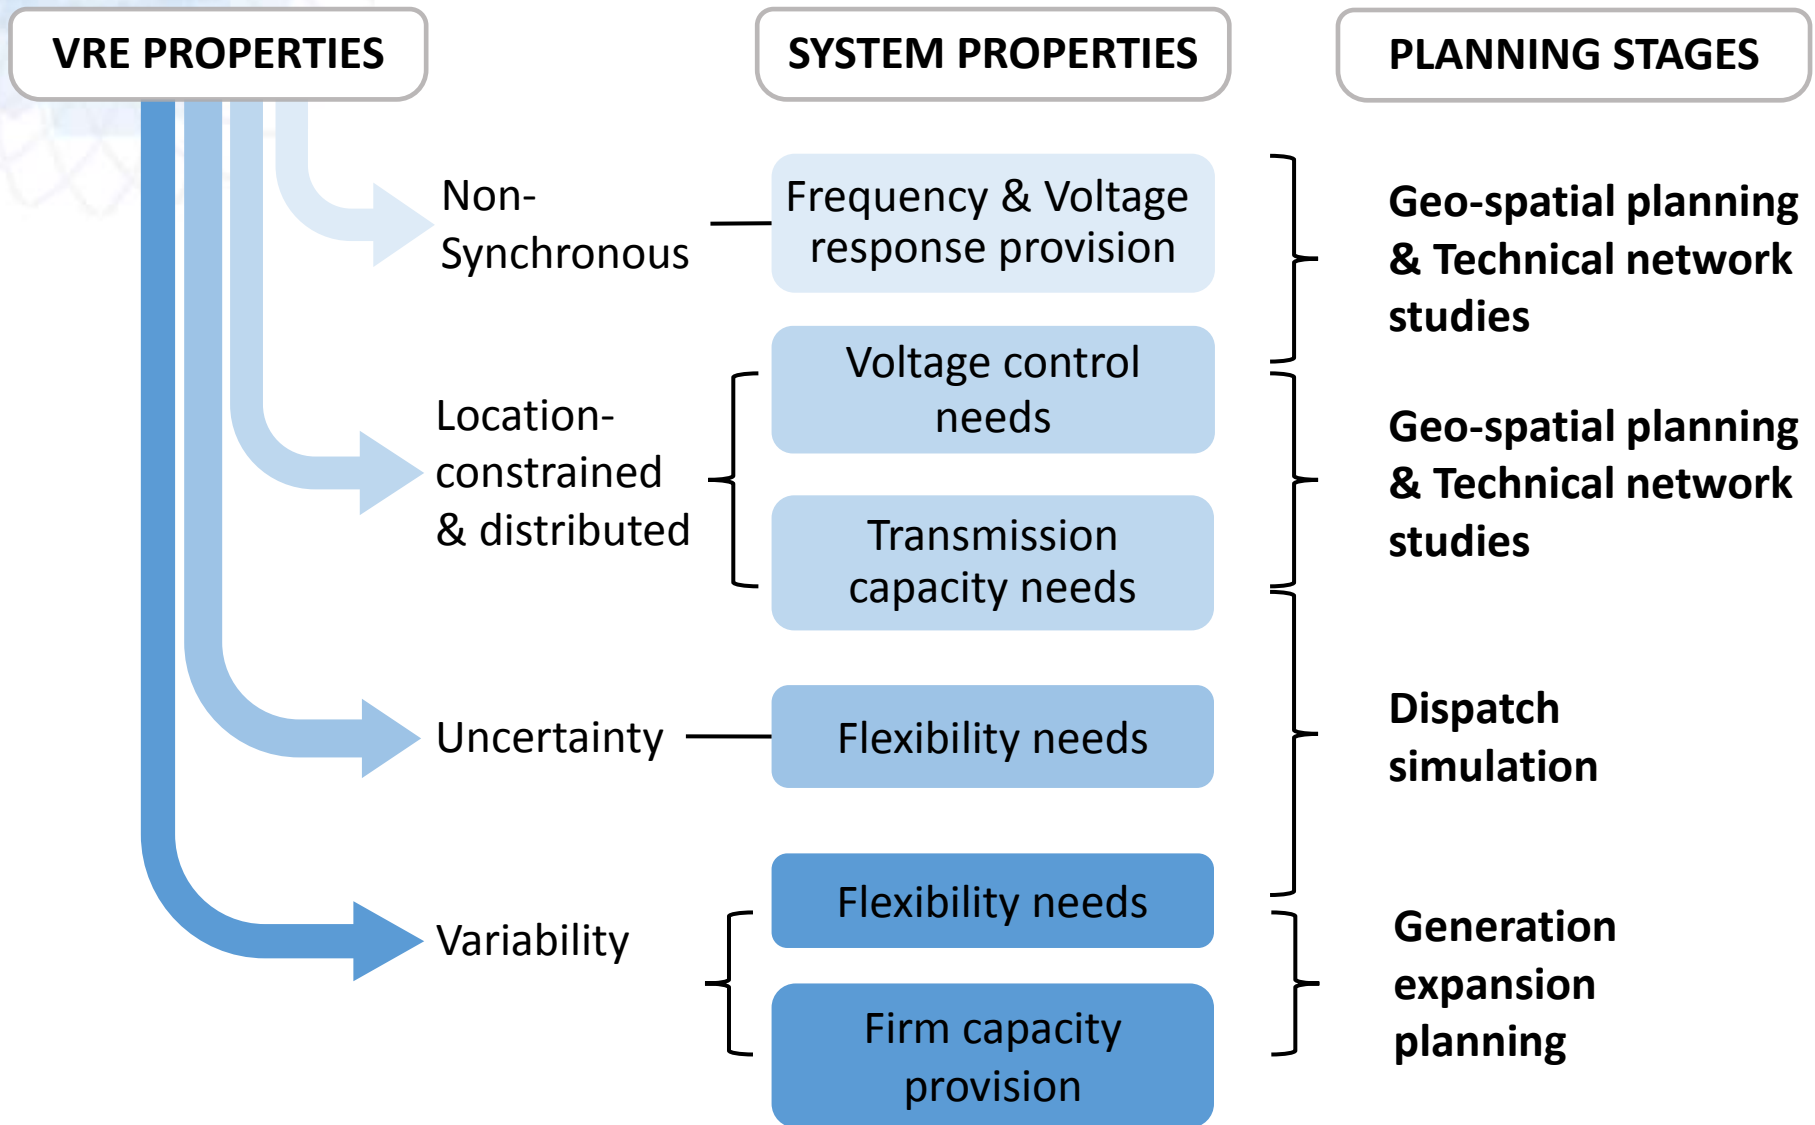 VRE PROPERTIES
SYSTEM PROPERTIES
PLANNING STAGES
Non-
Synchronous
Frequency & Voltage
response provision
Geo-spatial planning
& Technical network
studies
Location-
constrained
& distributed
Voltage control
needs
Transmission
capacity needs
Geo-spatial planning
& Technical network
studies
Uncertainty
Flexibility needs
Dispatch
simulation
Variability
Flexibility needs
Firm capacity
provision
Generation
expansion
planning